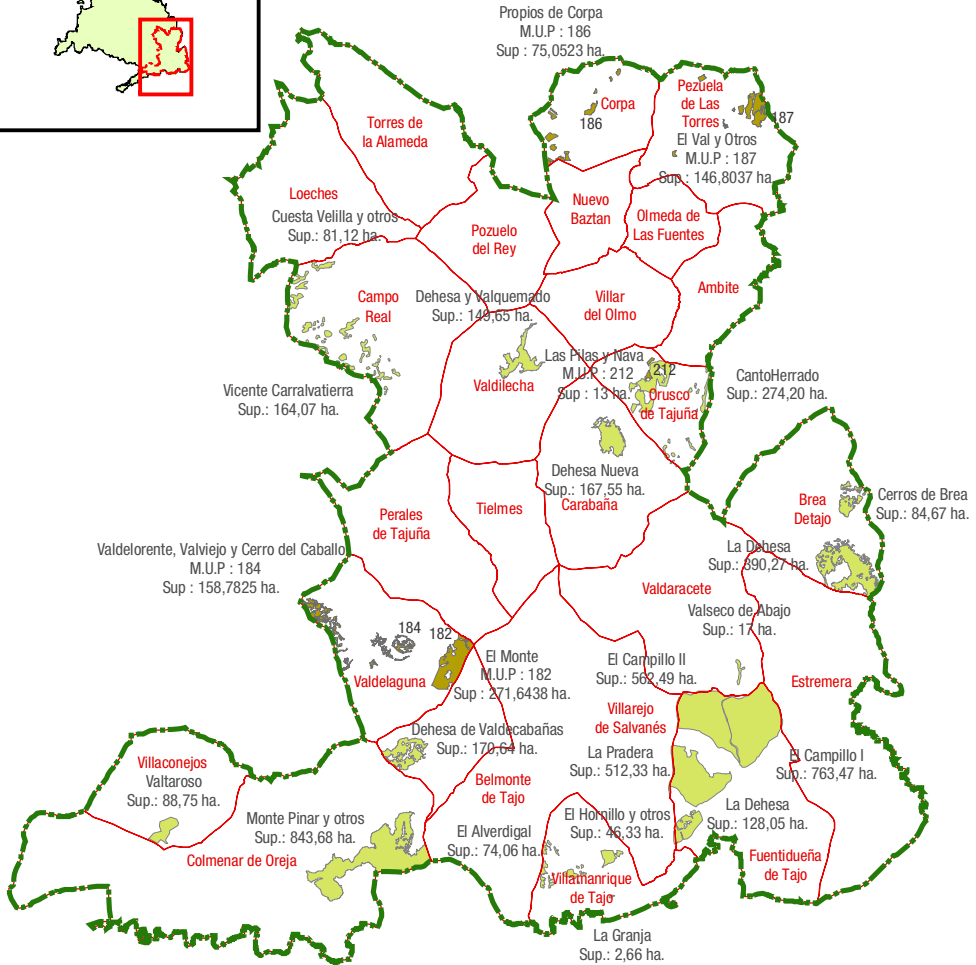 Propios de Corpa
M.U.P : 186
Sup : 75,0523 ha.
Corpa
186
Pezuela
de Las
Torres
187
El Val y Otros
M.U.P : 187
Sup : 146,8037 ha.
Torres de
la Alameda
Loeches
Cuesta Velilla y otros
Sup.: 81,12 ha.
Nuevo
Baztan
Olmeda de
Las Fuentes
Pozuelo
del Rey
Ambite
Campo
Real
Dehesa y Valquemado
Sup.: 149,65 ha.
Villar
del Olmo
Las Pilas y Nava
M.U.P : 212
Sup : 13 ha.
212
Valdilecha
Orusco
de Tajuña
CantoHerrado
Sup.: 274,20 ha.
Vicente Carralvatierra
Sup.: 164,07 ha.
Dehesa Nueva
Sup.: 167,55 ha.
Carabaña
Brea
Detajo
Cerros de Brea
Sup.: 84,67 ha.
Perales
de Tajuña
Tielmes
La Dehesa
Sup.: 390,27 ha.
Valdelorente, Valviejo y Cerro del Caballo
M.U.P : 184
Sup : 158,7825 ha.
Valdaracete
Valseco de Abajo
Sup.: 17 ha.
184
182
El Monte
M.U.P : 182
Sup : 271,6438 ha.
Valdelaguna
El Campillo II
Sup.: 562,49 ha.
Estremera
Villarejo
de Salvanés
Dehesa de Valdecabañas
Sup.: 170,64 ha.
La Pradera
Sup.: 512,33 ha.
El Campillo I
Sup.: 763,47 ha.
Villaconejos
Valtaroso
Sup.: 88,75 ha.
Belmonte
de Tajo
La Dehesa
Sup.: 128,05 ha.
Monte Pinar y otros
Sup.: 843,68 ha.
El Hornillo y otros
Sup.: 46,33 ha.
El Alverdigal
Sup.: 74,06 ha.
Colmenar de Oreja
Fuentidueña
de Tajo
Villamanrique
de Tajo
La Granja
Sup.: 2,66 ha.